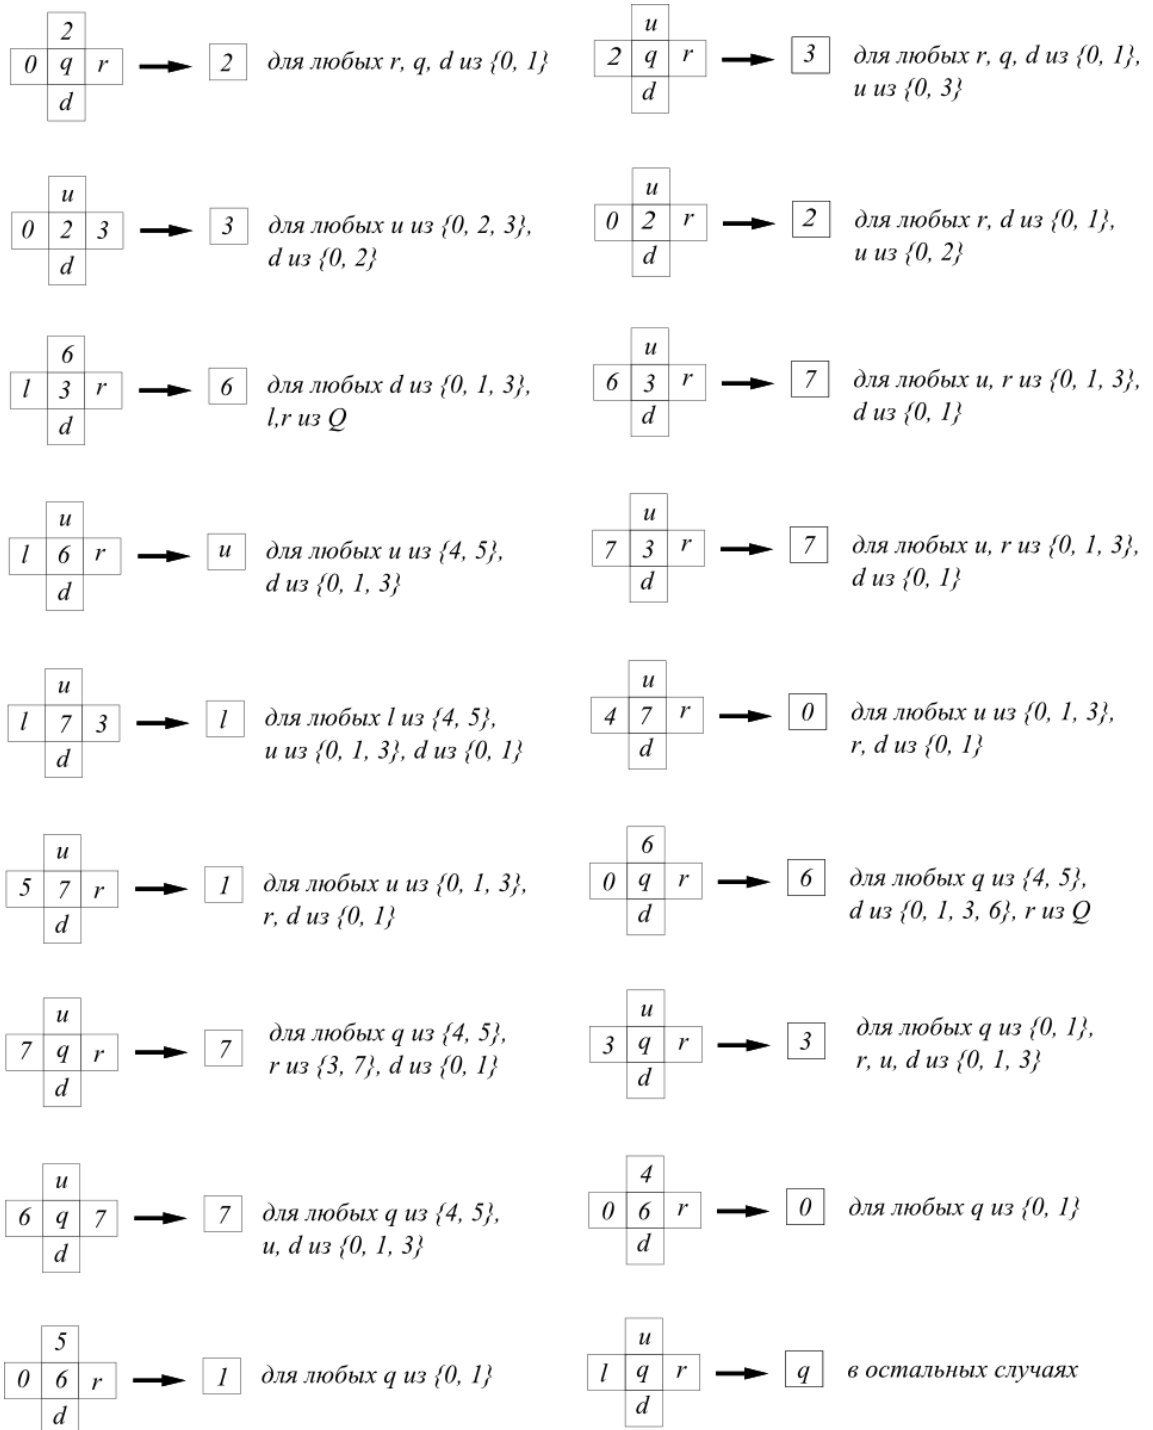 2
0 q r 2 для любых r, q, d из {0, 1}
d
u
2 q r 3 для любых r, q, d из {0, 1},
d u из {0, 3}
u
0 2 3 3 для любых u из {0, 2, 3},
d d из {0, 2}
u
0 2 r 2 для любых r, d из {0, 1},
d u из {0, 2}
6
l 3 r 6 для любых d из {0, 1, 3},
d l,r из Q
u
6 3 r 7 для любых u, r из {0, 1, 3},
d d из {0, 1}
u
l 6 r u для любых u из {4, 5},
d d из {0, 1, 3}
u
7 3 r 7 для любых u, r из {0, 1, 3},
d d из {0, 1}
u
l 7 3 l для любых l из {4, 5},
d u из {0, 1, 3}, d из {0, 1}
u
4 7 r 0 для любых u из {0, 1, 3},
d r, d из {0, 1}
u
5 7 r 1 для любых u из {0, 1, 3},
d r, d из {0, 1}
6
0 q r 6 для любых q из {4, 5},
d d из {0, 1, 3, 6}, r из Q
u
7 q r 7 для любых q из {4, 5},
d r из {3, 7}, d из {0, 1}
u
3 q r 3 для любых q из {0, 1},
d r, u, d из {0, 1, 3}
u
6 q 7 7 для любых q из {4, 5},
d u, d из {0, 1, 3}
4
0 6 r 0 для любых q из {0, 1}
d
5
0 6 r 1 для любых q из {0, 1}
d
u
l q r q в остальных случаях
d